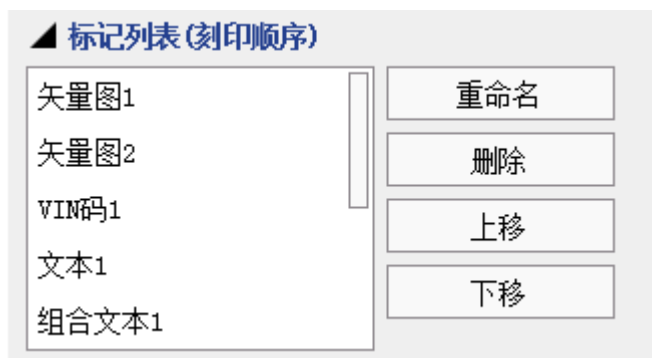 标记列表(刻印顺序)
矢量图1
矢量图2
VIN码1
文本1
组合文本1
重命名
删除
上移
下移